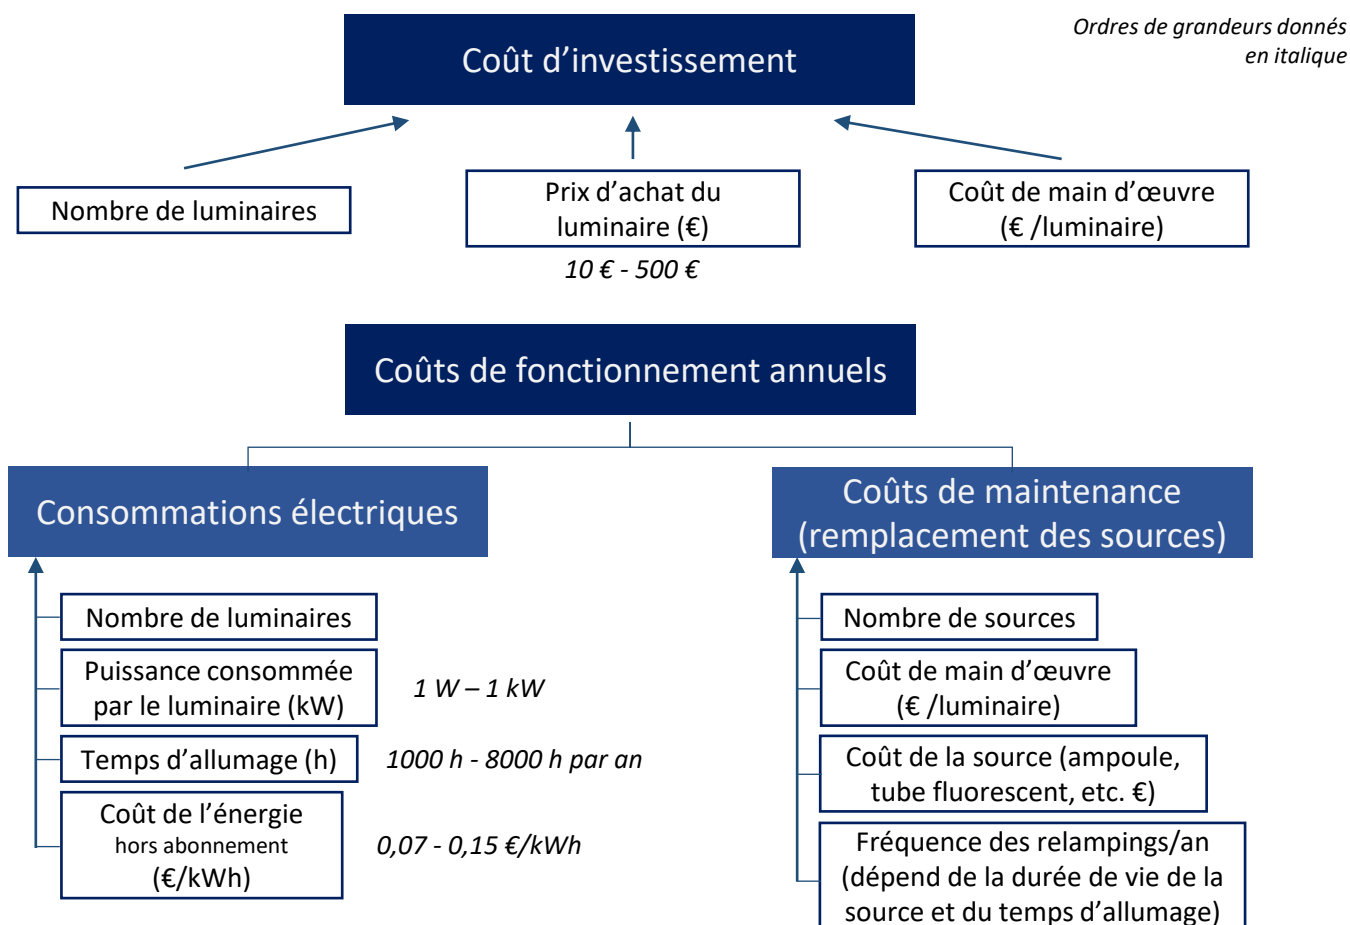 Ordres de grandeurs donnés
en italique
Coût d’investissement
Nombre de luminaires
Prix d’achat du
luminaire (€)
10 € - 500 €
Coût de main d’œuvre
(€ /luminaire)
Coûts de fonctionnement annuels
Consommations électriques
Nombre de luminaires
Puissance consommée
par le luminaire (kW)
1 W – 1 kW
Temps d’allumage (h)
1000 h - 8000 h par an
Coût de l’énergie
hors abonnement
(€/kWh)
0,07 - 0,15 €/kWh
Coûts de maintenance
(remplacement des sources)
Nombre de sources
Coût de main d’œuvre
(€ /luminaire)
Coût de la source (ampoule,
tube fluorescent, etc. €)
Fréquence des relampings/an
(dépend de la durée de vie de la
source et du temps d’allumage)